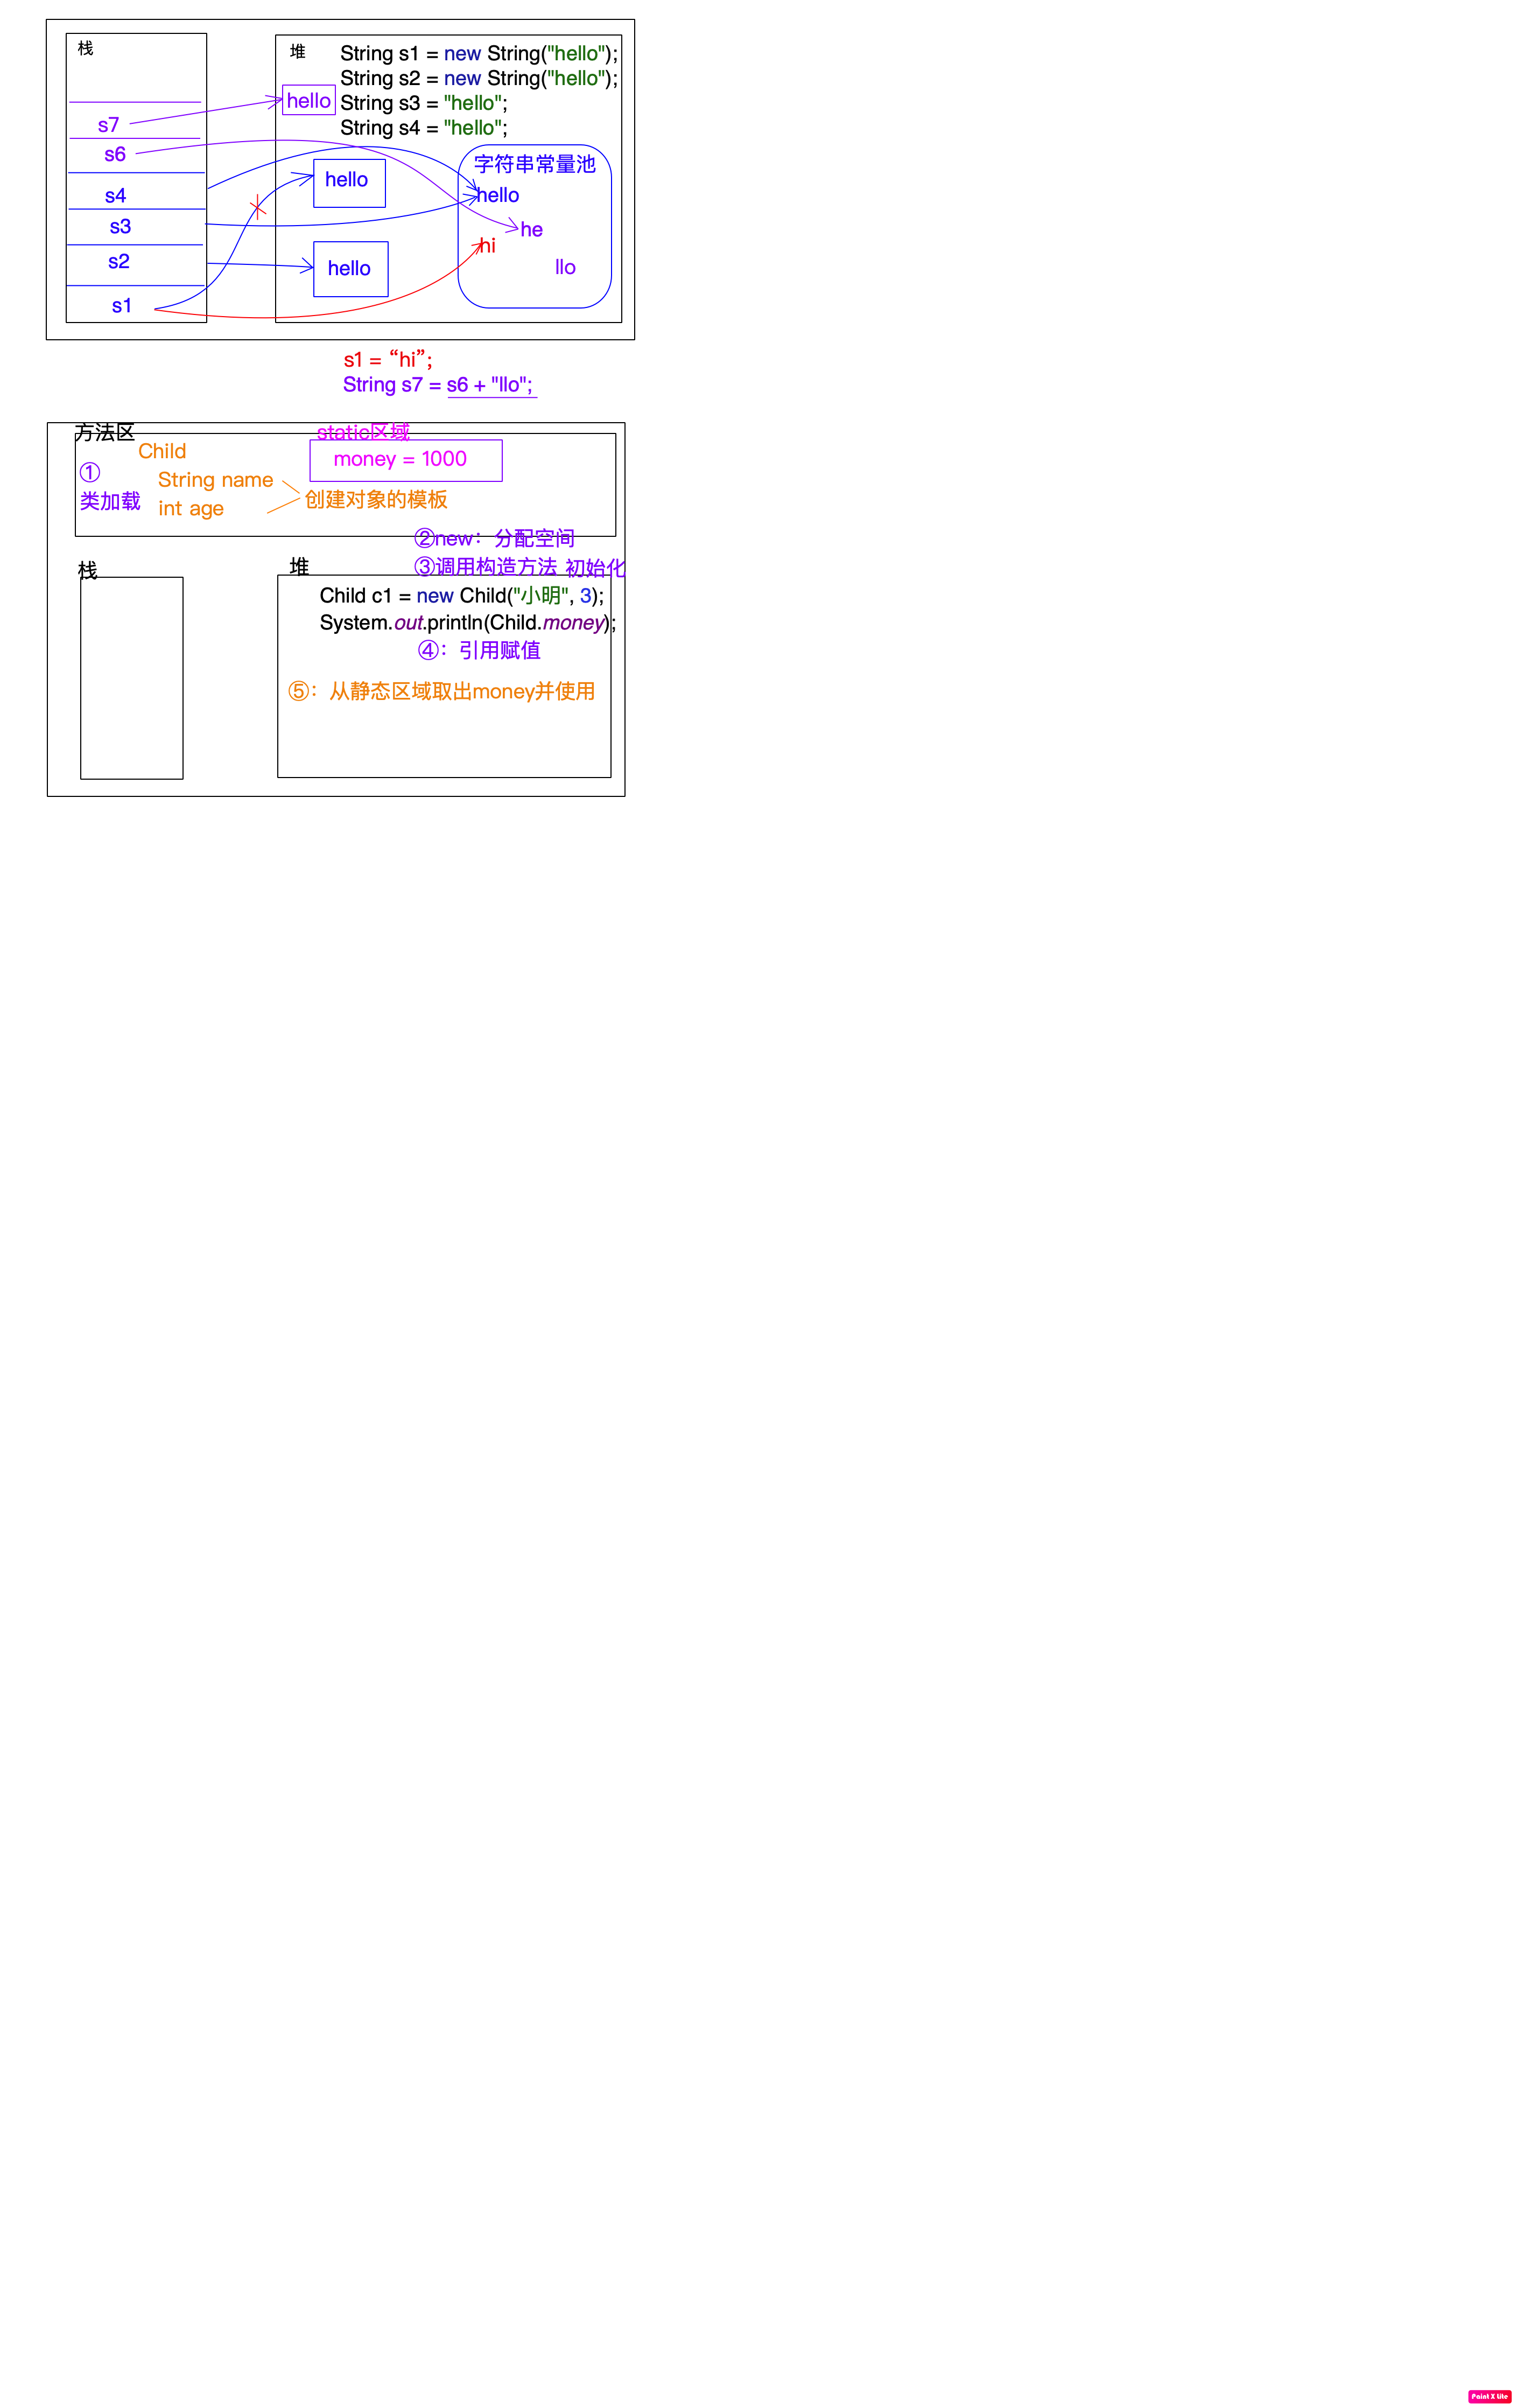 栈
堆
String s1 = new String("hello");
String s2 = new String("hello");
hello
String s3 = "hello";
String s4 = "hello";
s7
s6
字符串常量池
hello
s4
hello
s3
he
hi
s2
hello
llo
s1
s1 = “hi”;
String s7 = s6 + "llo";
方法区
static区域
Child
money = 1000
①
String name
类加载
int age
创建对象的模板
②new：分配空间
栈
堆
③调用构造方法 初始化
Child c1 = new Child("小明", 3);
System.out.println(Child.money);
④：引用赋值
⑤：从静态区域取出money并使用
Paint X Lite